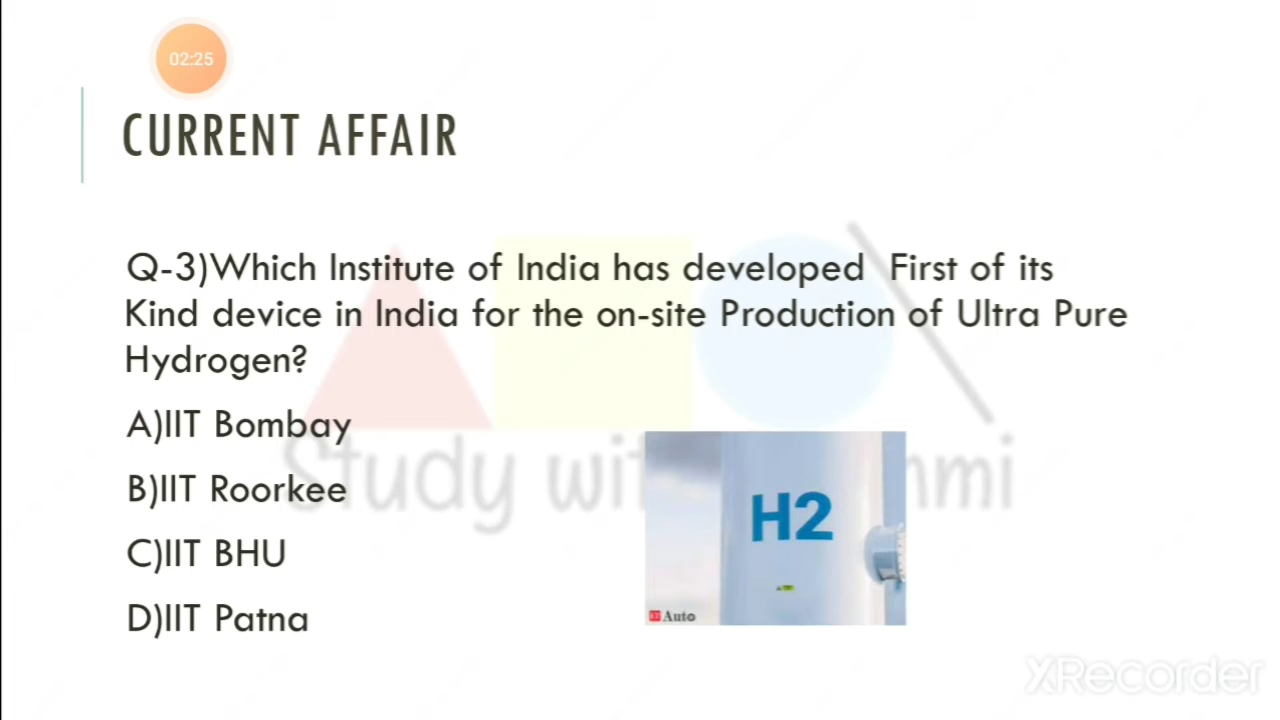 02:25
CURRENT AFFAIR
Q-3)Which Institute of India has developed First of its
Kind device in India for the on-site Production of Ultra Pure
Hydrogen?
A)IIT Bombay
B)IIT Roorkee
C)IIT BHU
D)IIT Patna
Study
H2
ET Auto
XRecorder